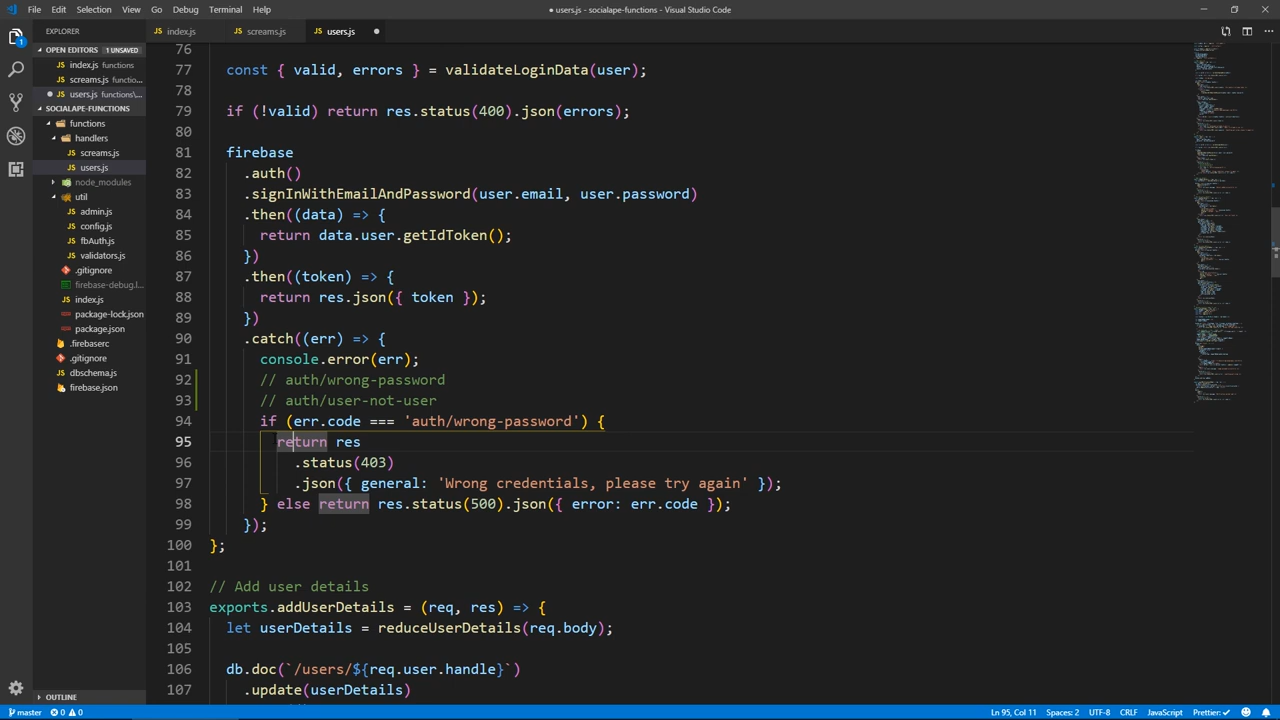 File Edit Selection View Go Debug Terminal Help
● users.js - socialape-functions - Visual Studio Code
EXPLORER
index.js
screams.js
users.js ●
OPEN EDITORS 1 UNSAVED
index.js functions
screams.js functio...
● users.js functions\...
SOCIALAPE-FUNCTIONS
functions
handlers
screams.js
users.js
node_modules
util
admin.js
config.js
fbAuth.js
validators.js
.gitignore
firebase-debug.l...
index.js
package-lock.json
package.json
.firebaserc
.gitignore
dbschema.js
firebase.json
OUTLINE
76
77 const { valid, errors } = validateLoginData(user);
78
79 if (!valid) return res.status(400).json(errors);
80
81 firebase
82 .auth()
83 .signInWithEmailAndPassword(user.email, user.password)
84 .then((data) => {
85 return data.user.getIdToken();
86 })
87 .then((token) => {
88 return res.json({ token });
89 })
90 .catch((err) => {
91 console.error(err);
92 // auth/wrong-password
93 // auth/user-not-user
94 if (err.code === 'auth/wrong-password') {
95 return res
96 .status(403)
97 .json({ general: 'Wrong credentials, please try again' });
98 } else return res.status(500).json({ error: err.code });
99 });
100 };
101
102 // Add user details
103 exports.addUserDetails = (req, res) => {
104 let userDetails = reduceUserDetails(req.body);
105
106 db.doc(`/users/${req.user.handle}`)
107 .update(userDetails)
master 0 0
Ln 95, Col 11 Spaces: 2 UTF-8 CRLF JavaScript Prettier: ✓